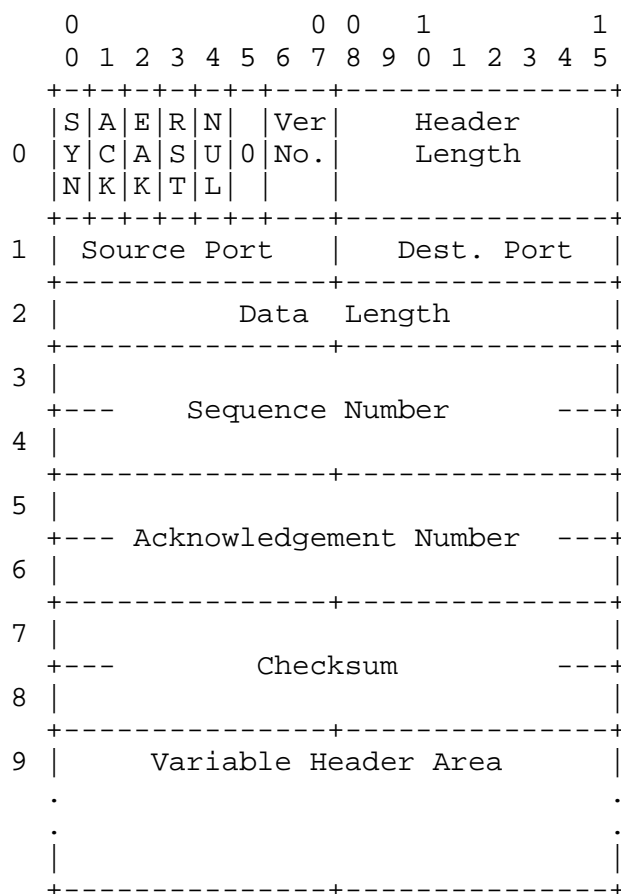 0             0 0   1         1
 0 1 2 3 4 5 6 7 8 9 0 1 2 3 4 5
+-+-+-+-+-+-+---+---------------+
|S|A|E|R|N| |Ver|    Header     |
0 |Y|C|A|S|U|0|No.|    Length     |
|N|K|K|T|L| |   |               |
+-+-+-+-+-+-+---+---------------+
1 | Source Port   |   Dest. Port  |
+---------------+---------------+
2 |          Data  Length         |
+---------------+---------------+
3 |                               |
+---    Sequence Number      ---+
4 |                               |
+---------------+---------------+
5 |                               |
+--- Acknowledgement Number  ---+
6 |                               |
+---------------+---------------+
7 |                               |
+---        Checksum         ---+
8 |                               |
+---------------+---------------+
9 |     Variable Header Area      |
. .
. .
| |
+---------------+---------------+